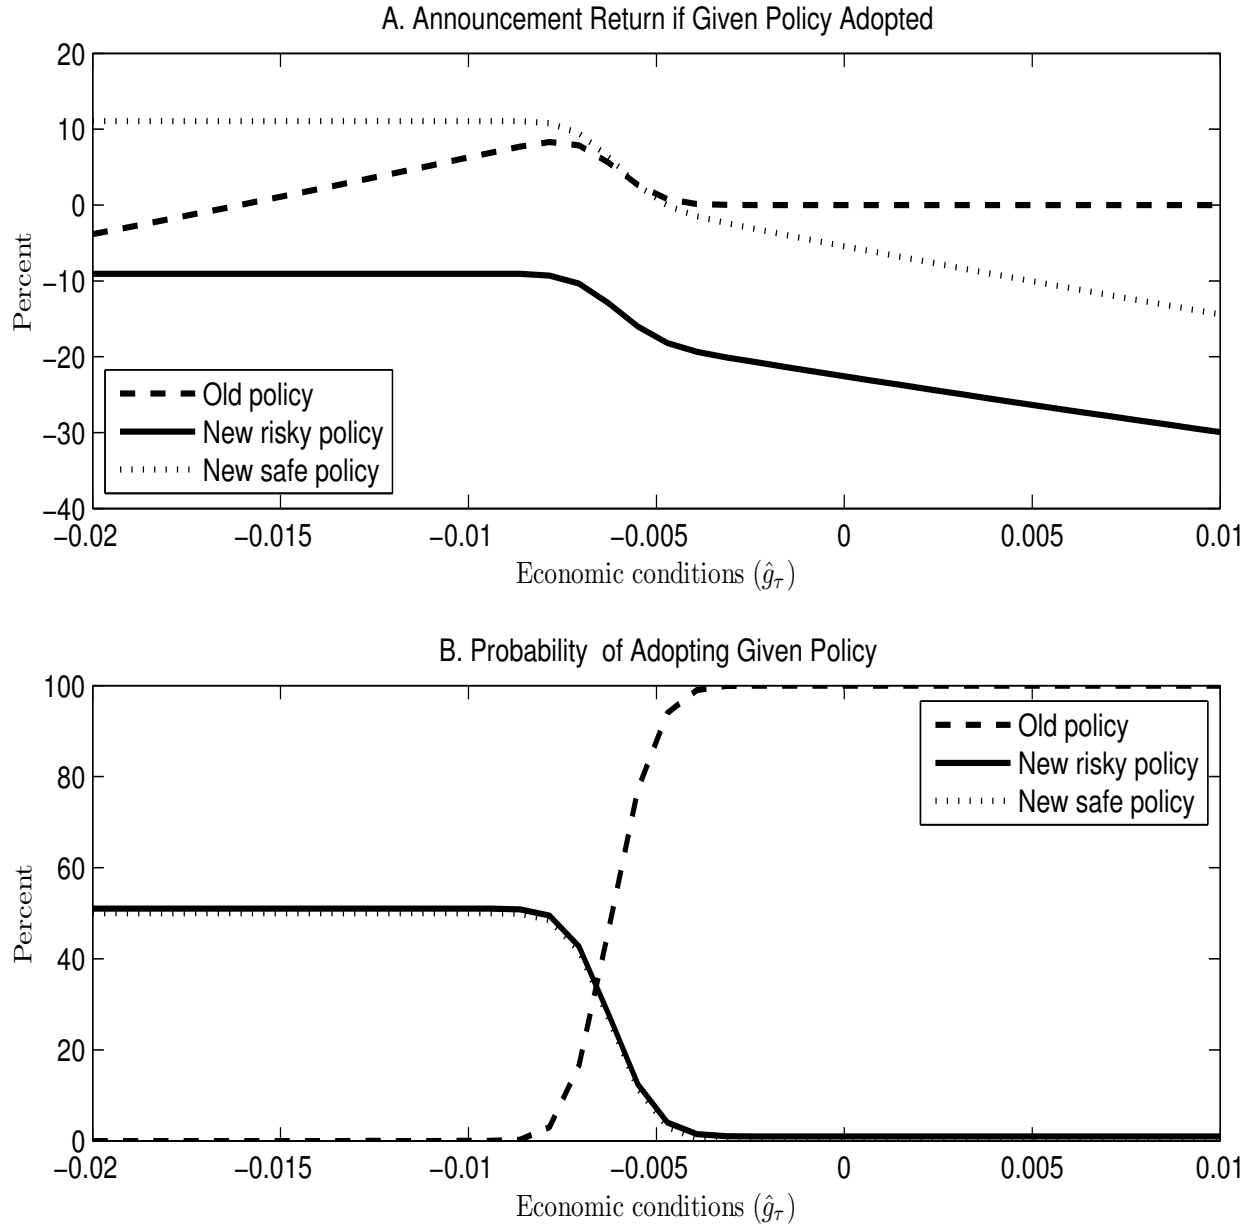 A. Announcement Return if Given Policy Adopted
20
10
0
−10
−20
−30
−40
Percent
Old policy
New risky policy
New safe policy
−0.02 −0.015 −0.01 −0.005 0 0.005 0.01
Economic conditions (ĝτ)
B. Probability of Adopting Given Policy
100
80
60
40
20
0
Percent
Old policy
New risky policy
New safe policy
−0.02 −0.015 −0.01 −0.005 0 0.005 0.01
Economic conditions (ĝτ)